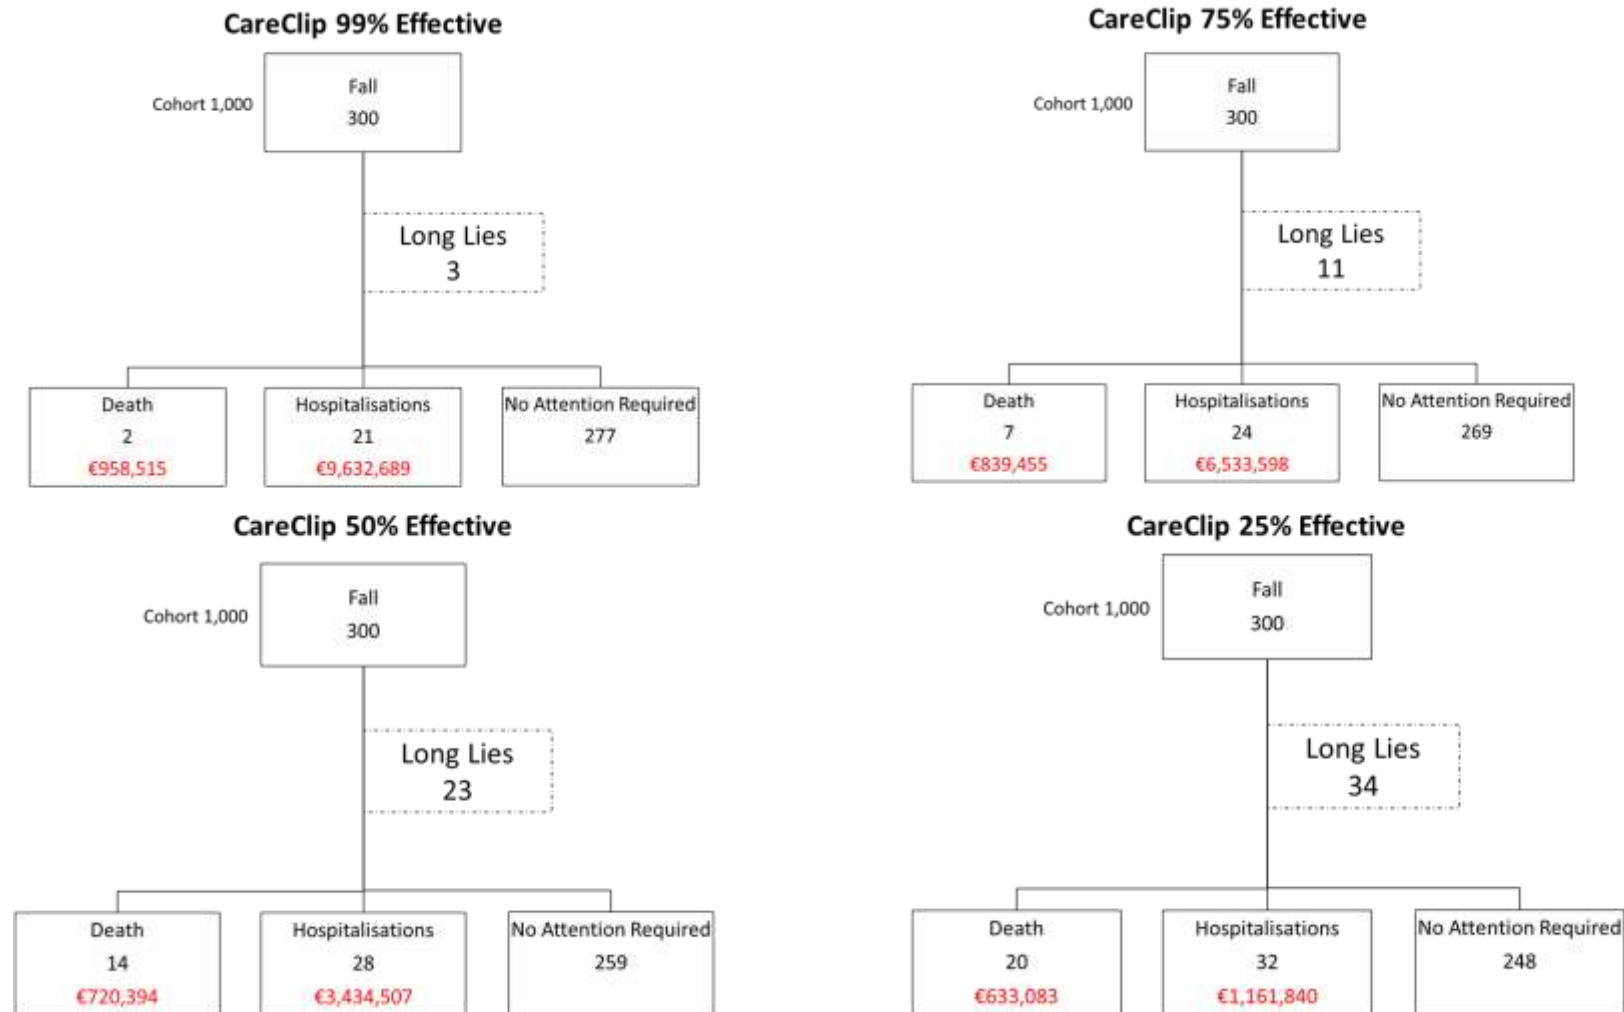 CareClip 99% Effective
Cohort 1,000
Fall
300
Long Lies
3
Death
2
€958,515
Hospitalisations
21
€9,632,689
No Attention Required
277
CareClip 75% Effective
Cohort 1,000
Fall
300
Long Lies
11
Death
7
€839,455
Hospitalisations
24
€6,533,598
No Attention Required
269
CareClip 50% Effective
Cohort 1,000
Fall
300
Long Lies
23
Death
14
€720,394
Hospitalisations
28
€3,434,507
No Attention Required
259
CareClip 25% Effective
Cohort 1,000
Fall
300
Long Lies
34
Death
20
€633,083
Hospitalisations
32
€1,161,840
No Attention Required
248